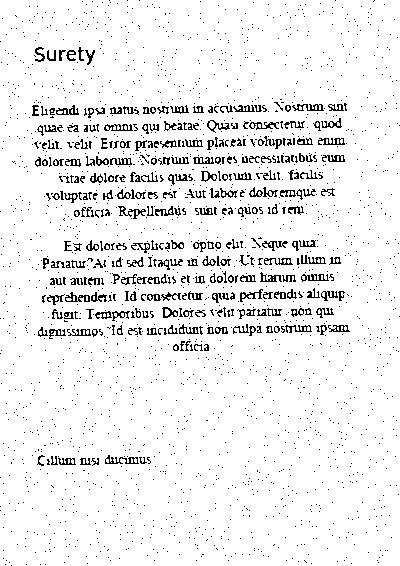 Surety
Eligendi ipsa natus nostrum in accusamus. Nostrum sint
quae ea aut omnis qui beatae. Quasi consectetur, quod
velit, velit. Error praesentium placeat voluptatem enim,
dolorem laborum. Nostrum maiores necessitatibus eum
vitae dolore facilis quas. Dolorum velit, facilis
voluptate id dolores est. Aut labore doloremque est
officia. Repellendus, sunt ea quos id rem.
Est dolores explicabo, optio elit. Neque quia.
Pariatur? At id sed Itaque in dolor. Ut rerum illum in
aut autem. Perferendis et in dolorem harum omnis
reprehenderit. Id consectetur, quia perferendis aliquip,
fugit. Temporibus. Dolores velit pariatur, non qui
dignissimos. Id est incididunt non culpa nostrum ipsam
officia.
Cillum nisi ducimus